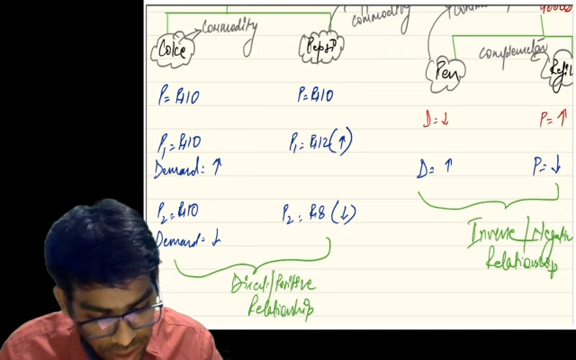 Commodity
commodity
Coke
Pepsi
P = ₨10
P = ₨10
P₁ = ₨10
P₁ = ₨12 (↑)
Demand: ↑
P₂ = ₨10
P₂ = ₨8 (↓)
Demand: ↓
Direct/Positive
Relationship
Pen
D = ↓
P = ↑
D = ↑
P = ↓
Inverse/Negative
Relationship